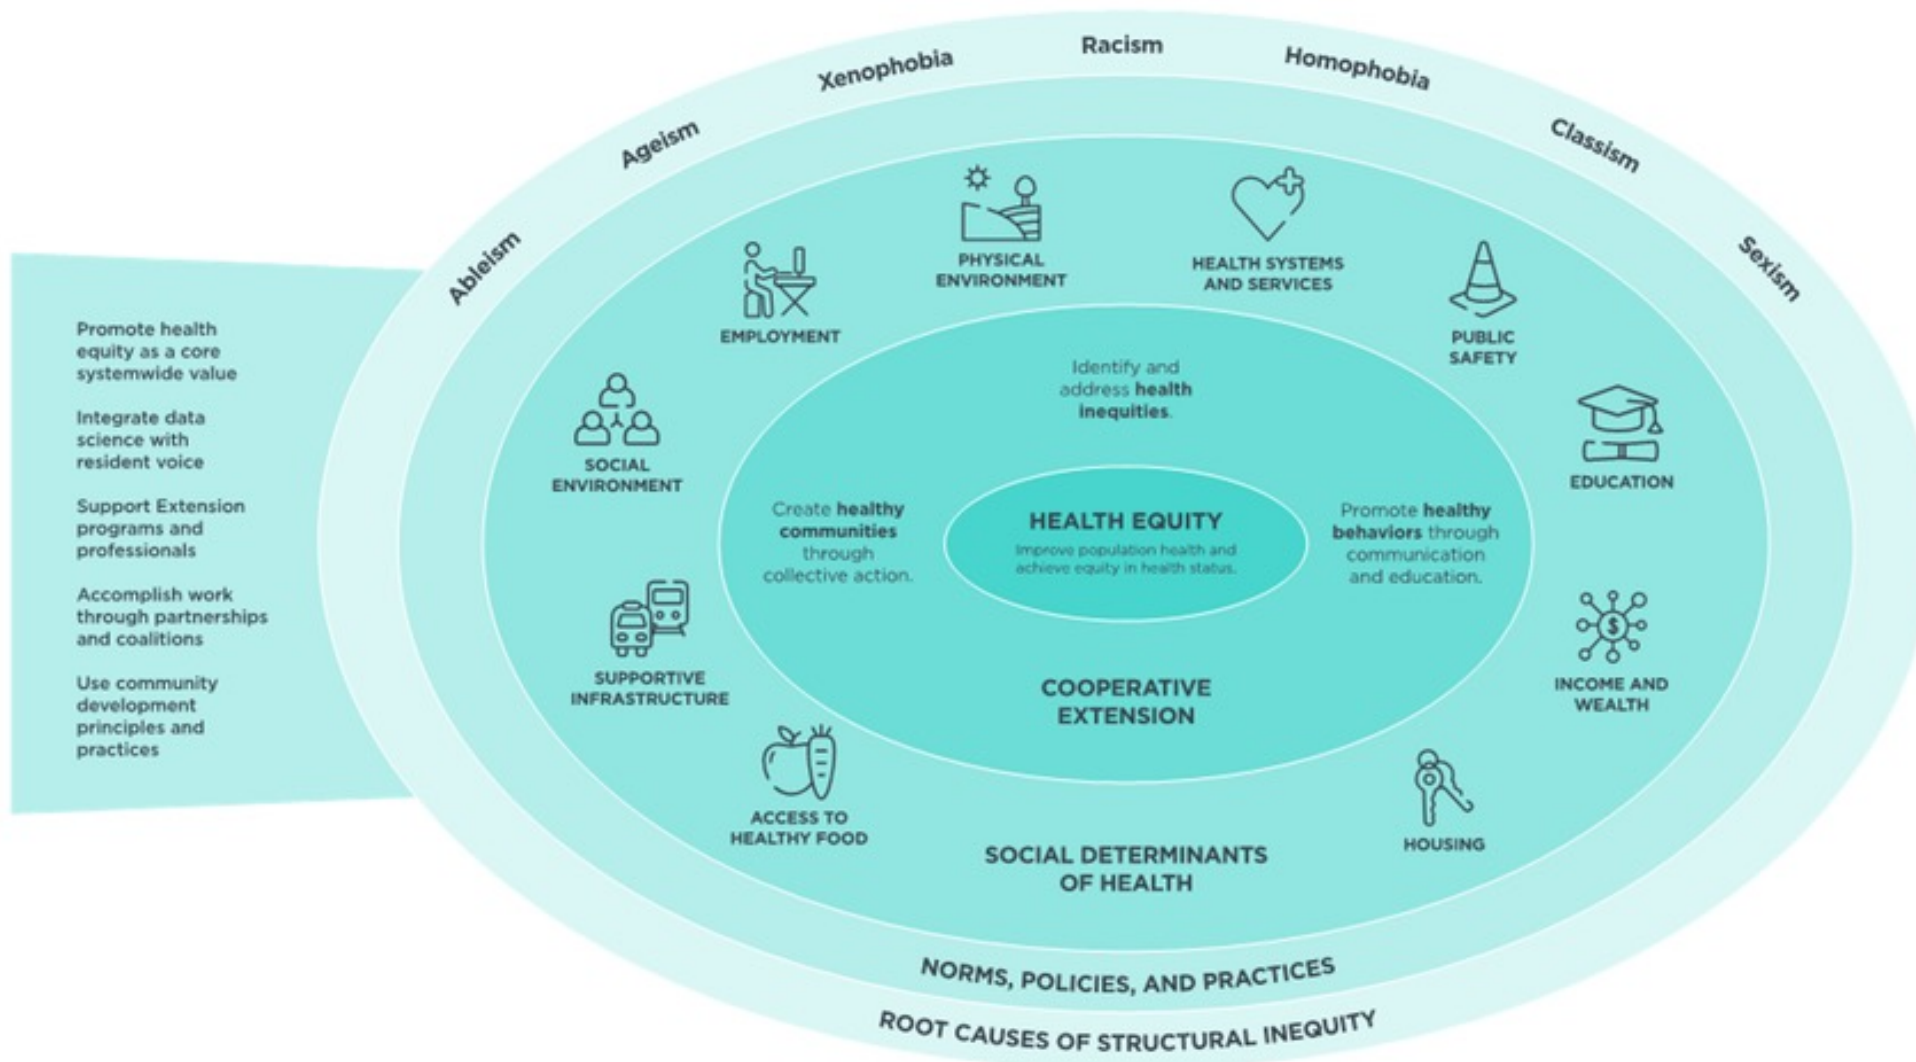 Racism
Xenophobia
Homophobia
Ageism
Classism
Ableism
Sexism
Promote health
equity as a core
systemwide value
Integrate data
science with
resident voice
Support Extension
programs and
professionals
Accomplish work
through partnerships
and coalitions
Use community
development
principles and
practices
PHYSICAL
ENVIRONMENT
HEALTH SYSTEMS
AND SERVICES
EMPLOYMENT
PUBLIC
SAFETY
SOCIAL
ENVIRONMENT
EDUCATION
SUPPORTIVE
INFRASTRUCTURE
$
INCOME AND
WEALTH
ACCESS TO
HEALTHY FOOD
HOUSING
Identify and
address health
inequities.
Create healthy
communities
through
collective action.
HEALTH EQUITY
Improve population health and
achieve equity in health status.
Promote healthy
behaviors through
communication
and education.
COOPERATIVE
EXTENSION
SOCIAL DETERMINANTS
OF HEALTH
NORMS, POLICIES, AND PRACTICES
ROOT CAUSES OF STRUCTURAL INEQUITY